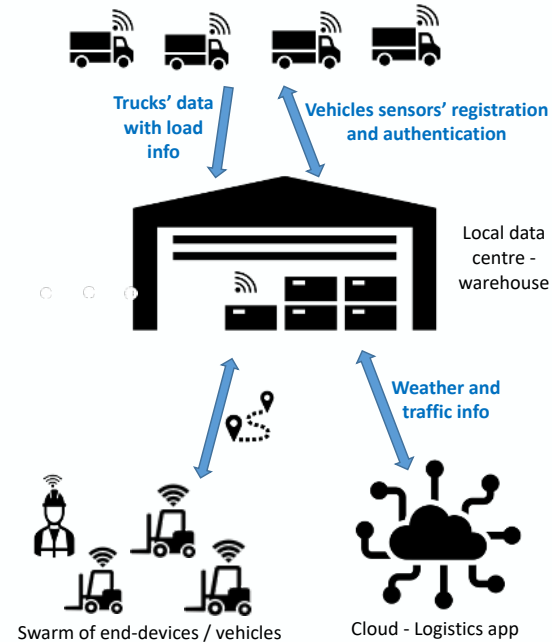 Trucks' data
with load
info
Vehicles sensors' registration
and authentication
Local data
centre -
warehouse
Weather and
traffic info
Swarm of end-devices / vehicles
Cloud - Logistics app